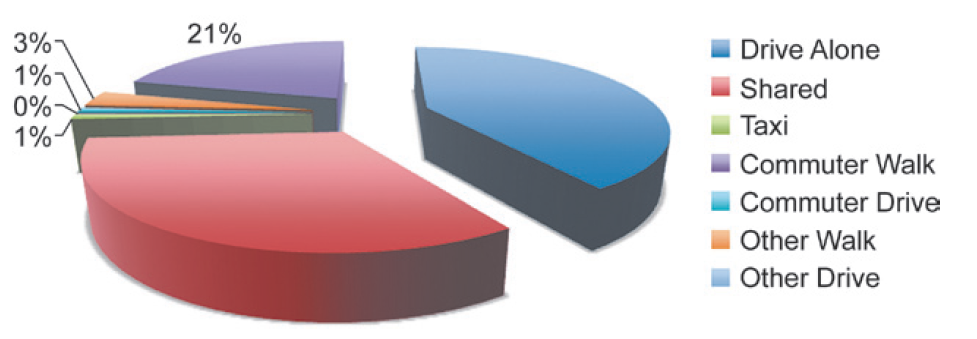 21%
3%
1%
0%
1%
Drive Alone
Shared
Taxi
Commuter Walk
Commuter Drive
Other Walk
Other Drive